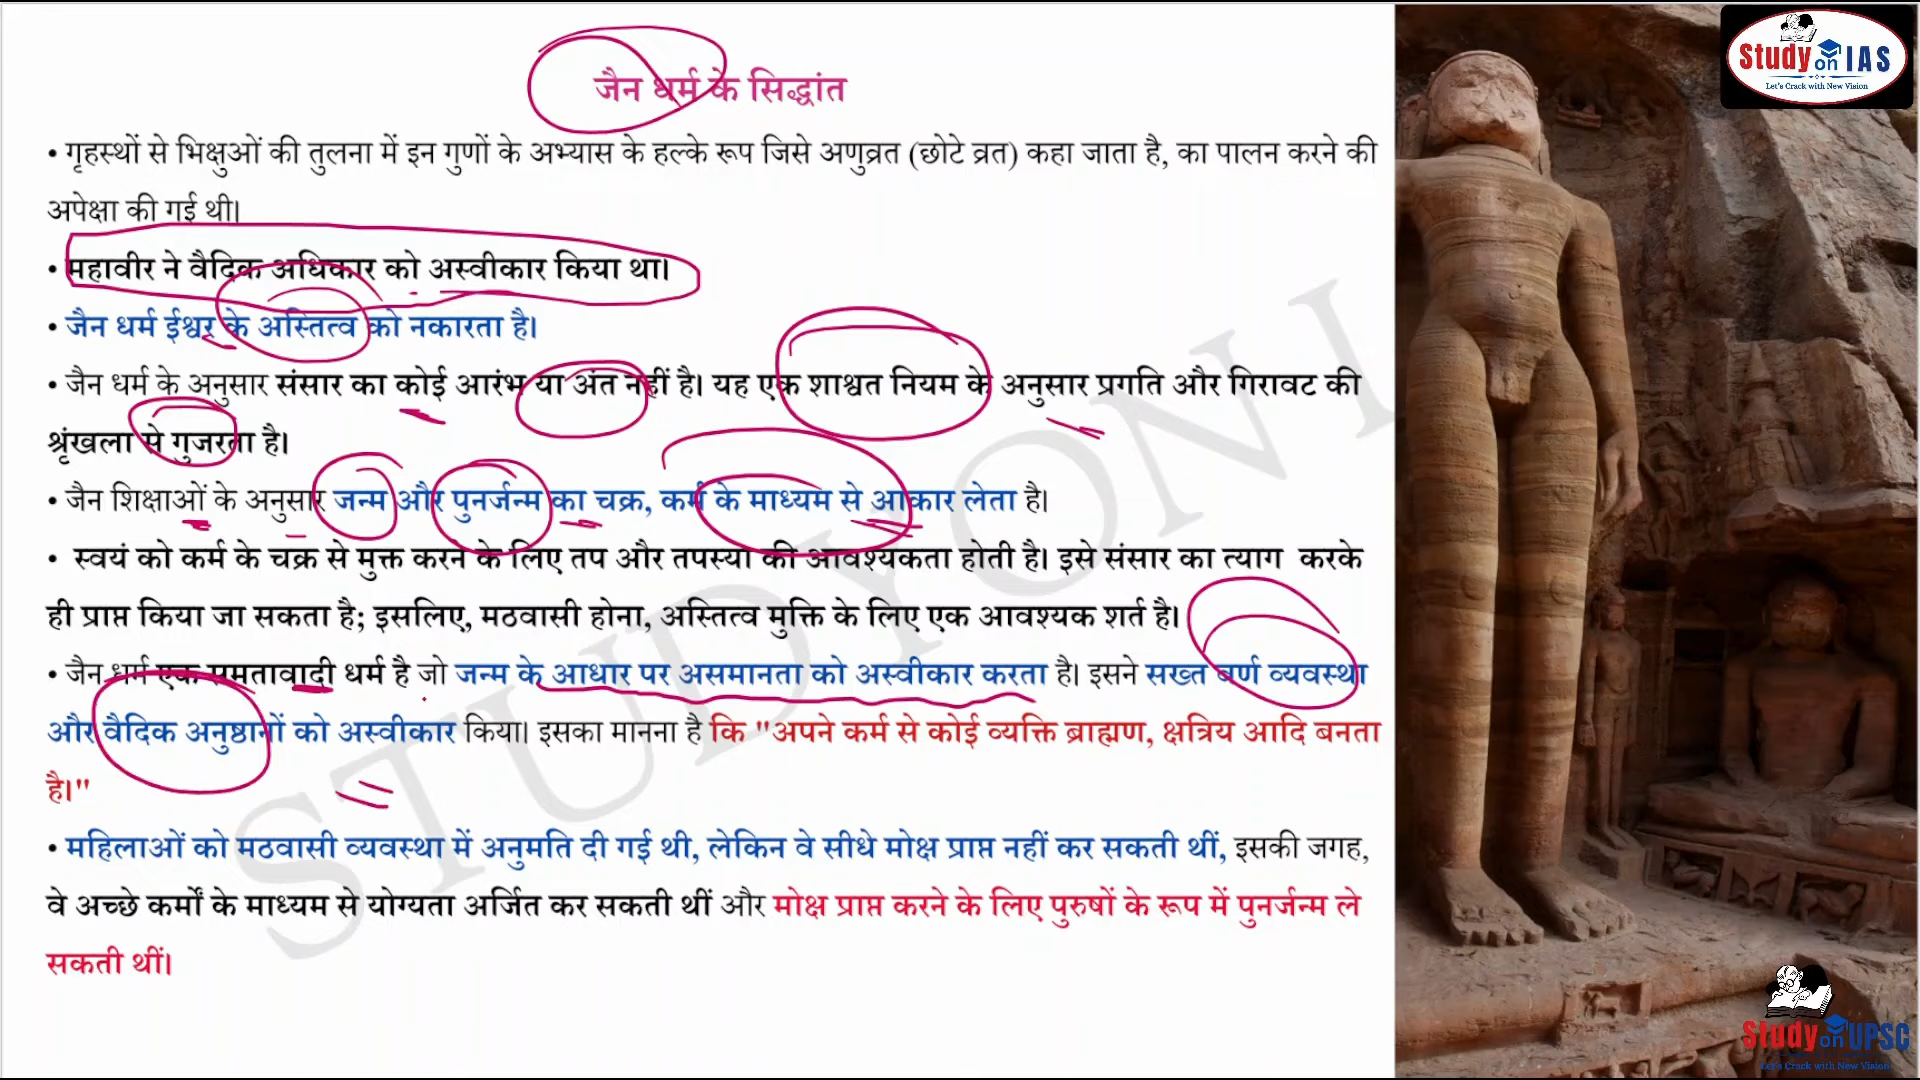 Study on IAS
Let's Crack with New Vision
जैन धर्म के सिद्धांत
• गृहस्थों से भिक्षुओं की तुलना में इन गुणों के अभ्यास के हल्के रूप जिसे अणुव्रत (छोटे व्रत) कहा जाता है, का पालन करने की
अपेक्षा की गई थी।
• महावीर ने वैदिक अधिकार को अस्वीकार किया था।
• जैन धर्म ईश्वर के अस्तित्व को नकारता है।
• जैन धर्म के अनुसार संसार का कोई आरंभ या अंत नहीं है। यह एक शाश्वत नियम के अनुसार प्रगति और गिरावट की
श्रृंखला से गुजरता है।
• जैन शिक्षाओं के अनुसार जन्म और पुनर्जन्म का चक्र, कर्म के माध्यम से आकार लेता है।
• स्वयं को कर्म के चक्र से मुक्त करने के लिए तप और तपस्या की आवश्यकता होती है। इसे संसार का त्याग करके
ही प्राप्त किया जा सकता है; इसलिए, मठवासी होना, अस्तित्व मुक्ति के लिए एक आवश्यक शर्त है।
• जैन धर्म एक समतावादी धर्म है जो जन्म के आधार पर असमानता को अस्वीकार करता है। इसने सख्त वर्ण व्यवस्था
और वैदिक अनुष्ठानों को अस्वीकार किया। इसका मानना है कि "अपने कर्म से कोई व्यक्ति ब्राह्मण, क्षत्रिय आदि बनता
है।"
• महिलाओं को मठवासी व्यवस्था में अनुमति दी गई थी, लेकिन वे सीधे मोक्ष प्राप्त नहीं कर सकती थीं, इसकी जगह,
वे अच्छे कर्मों के माध्यम से योग्यता अर्जित कर सकती थीं और मोक्ष प्राप्त करने के लिए पुरुषों के रूप में पुनर्जन्म ले
सकती थीं।
STUDYONI
Study on UPSC
Let's Crack with New Vision